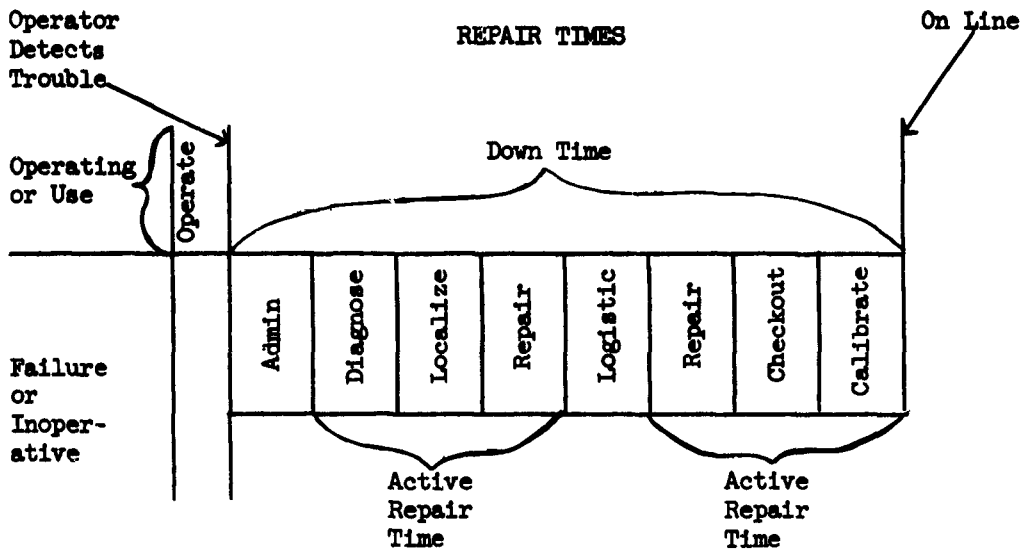 Operator
Detects
Trouble
REPAIR TIMES
On Line
Operating
or Use
Operate
Down Time
Failure
or
Inoper-
ative
Admin
Diagnose
Localize
Repair
Logistic
Repair
Checkout
Calibrate
Active
Repair
Time
Active
Repair
Time